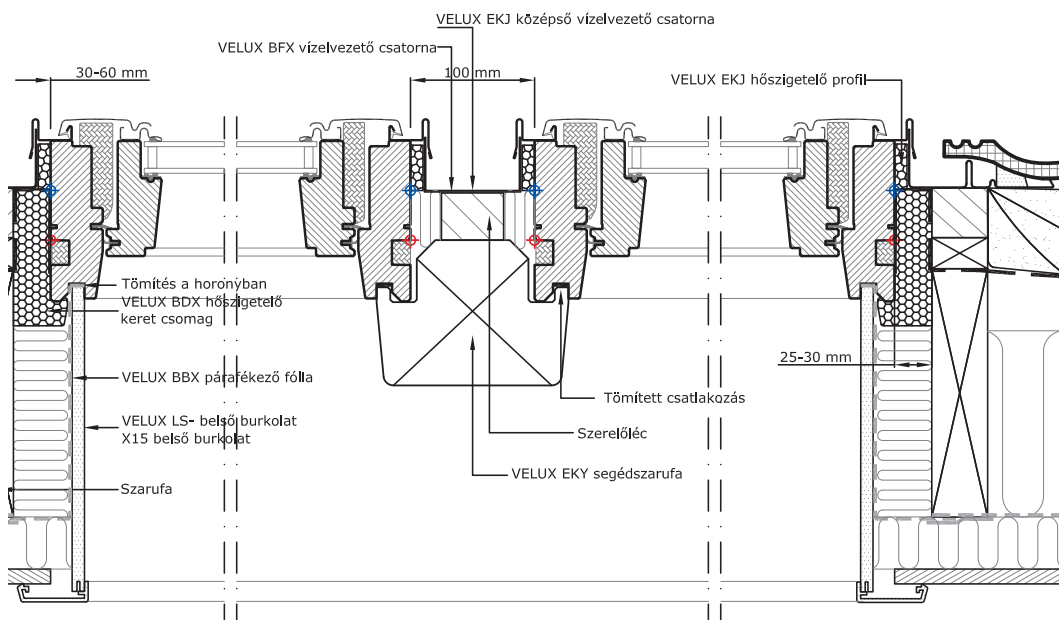 VELUX EKJ középső vízelvezető csatorna
VELUX BFX vízelvezető csatorna
30-60 mm
100 mm
VELUX EKJ hőszigetelő profil
Tömítés a horonyban
VELUX BDX hőszigetelő
keret csomag
25-30 mm
VELUX BBX párafékező fólla
Tömített csatlakozás
VELUX LS- belső burkolat
X15 belső burkolat
Szerelőléc
VELUX EKY segédszarufa
Szarufa